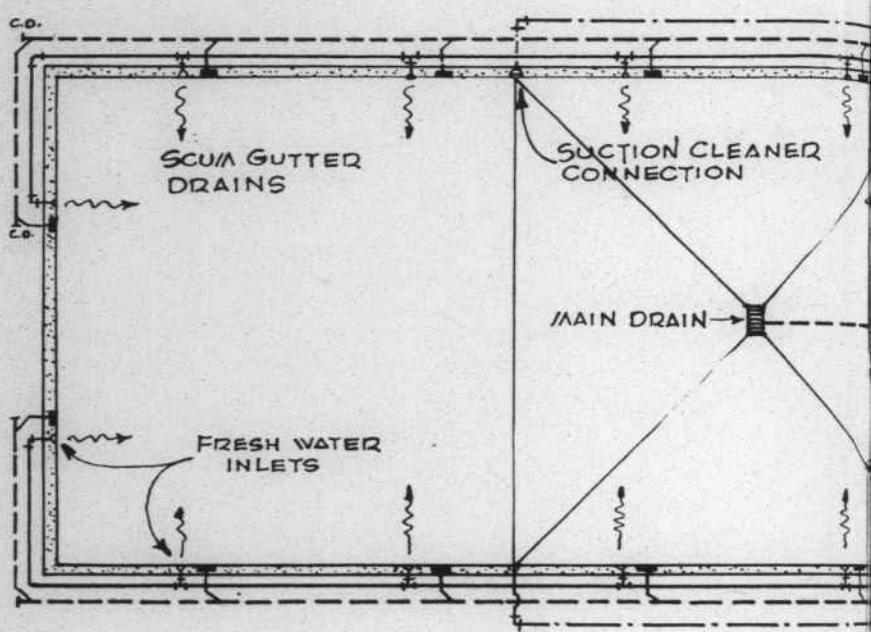 C.O.
SCUM GUTTER
DRAINS
SUCTION CLEANER
CONNECTION
C.O.
MAIN DRAIN
FRESH WATER
INLETS